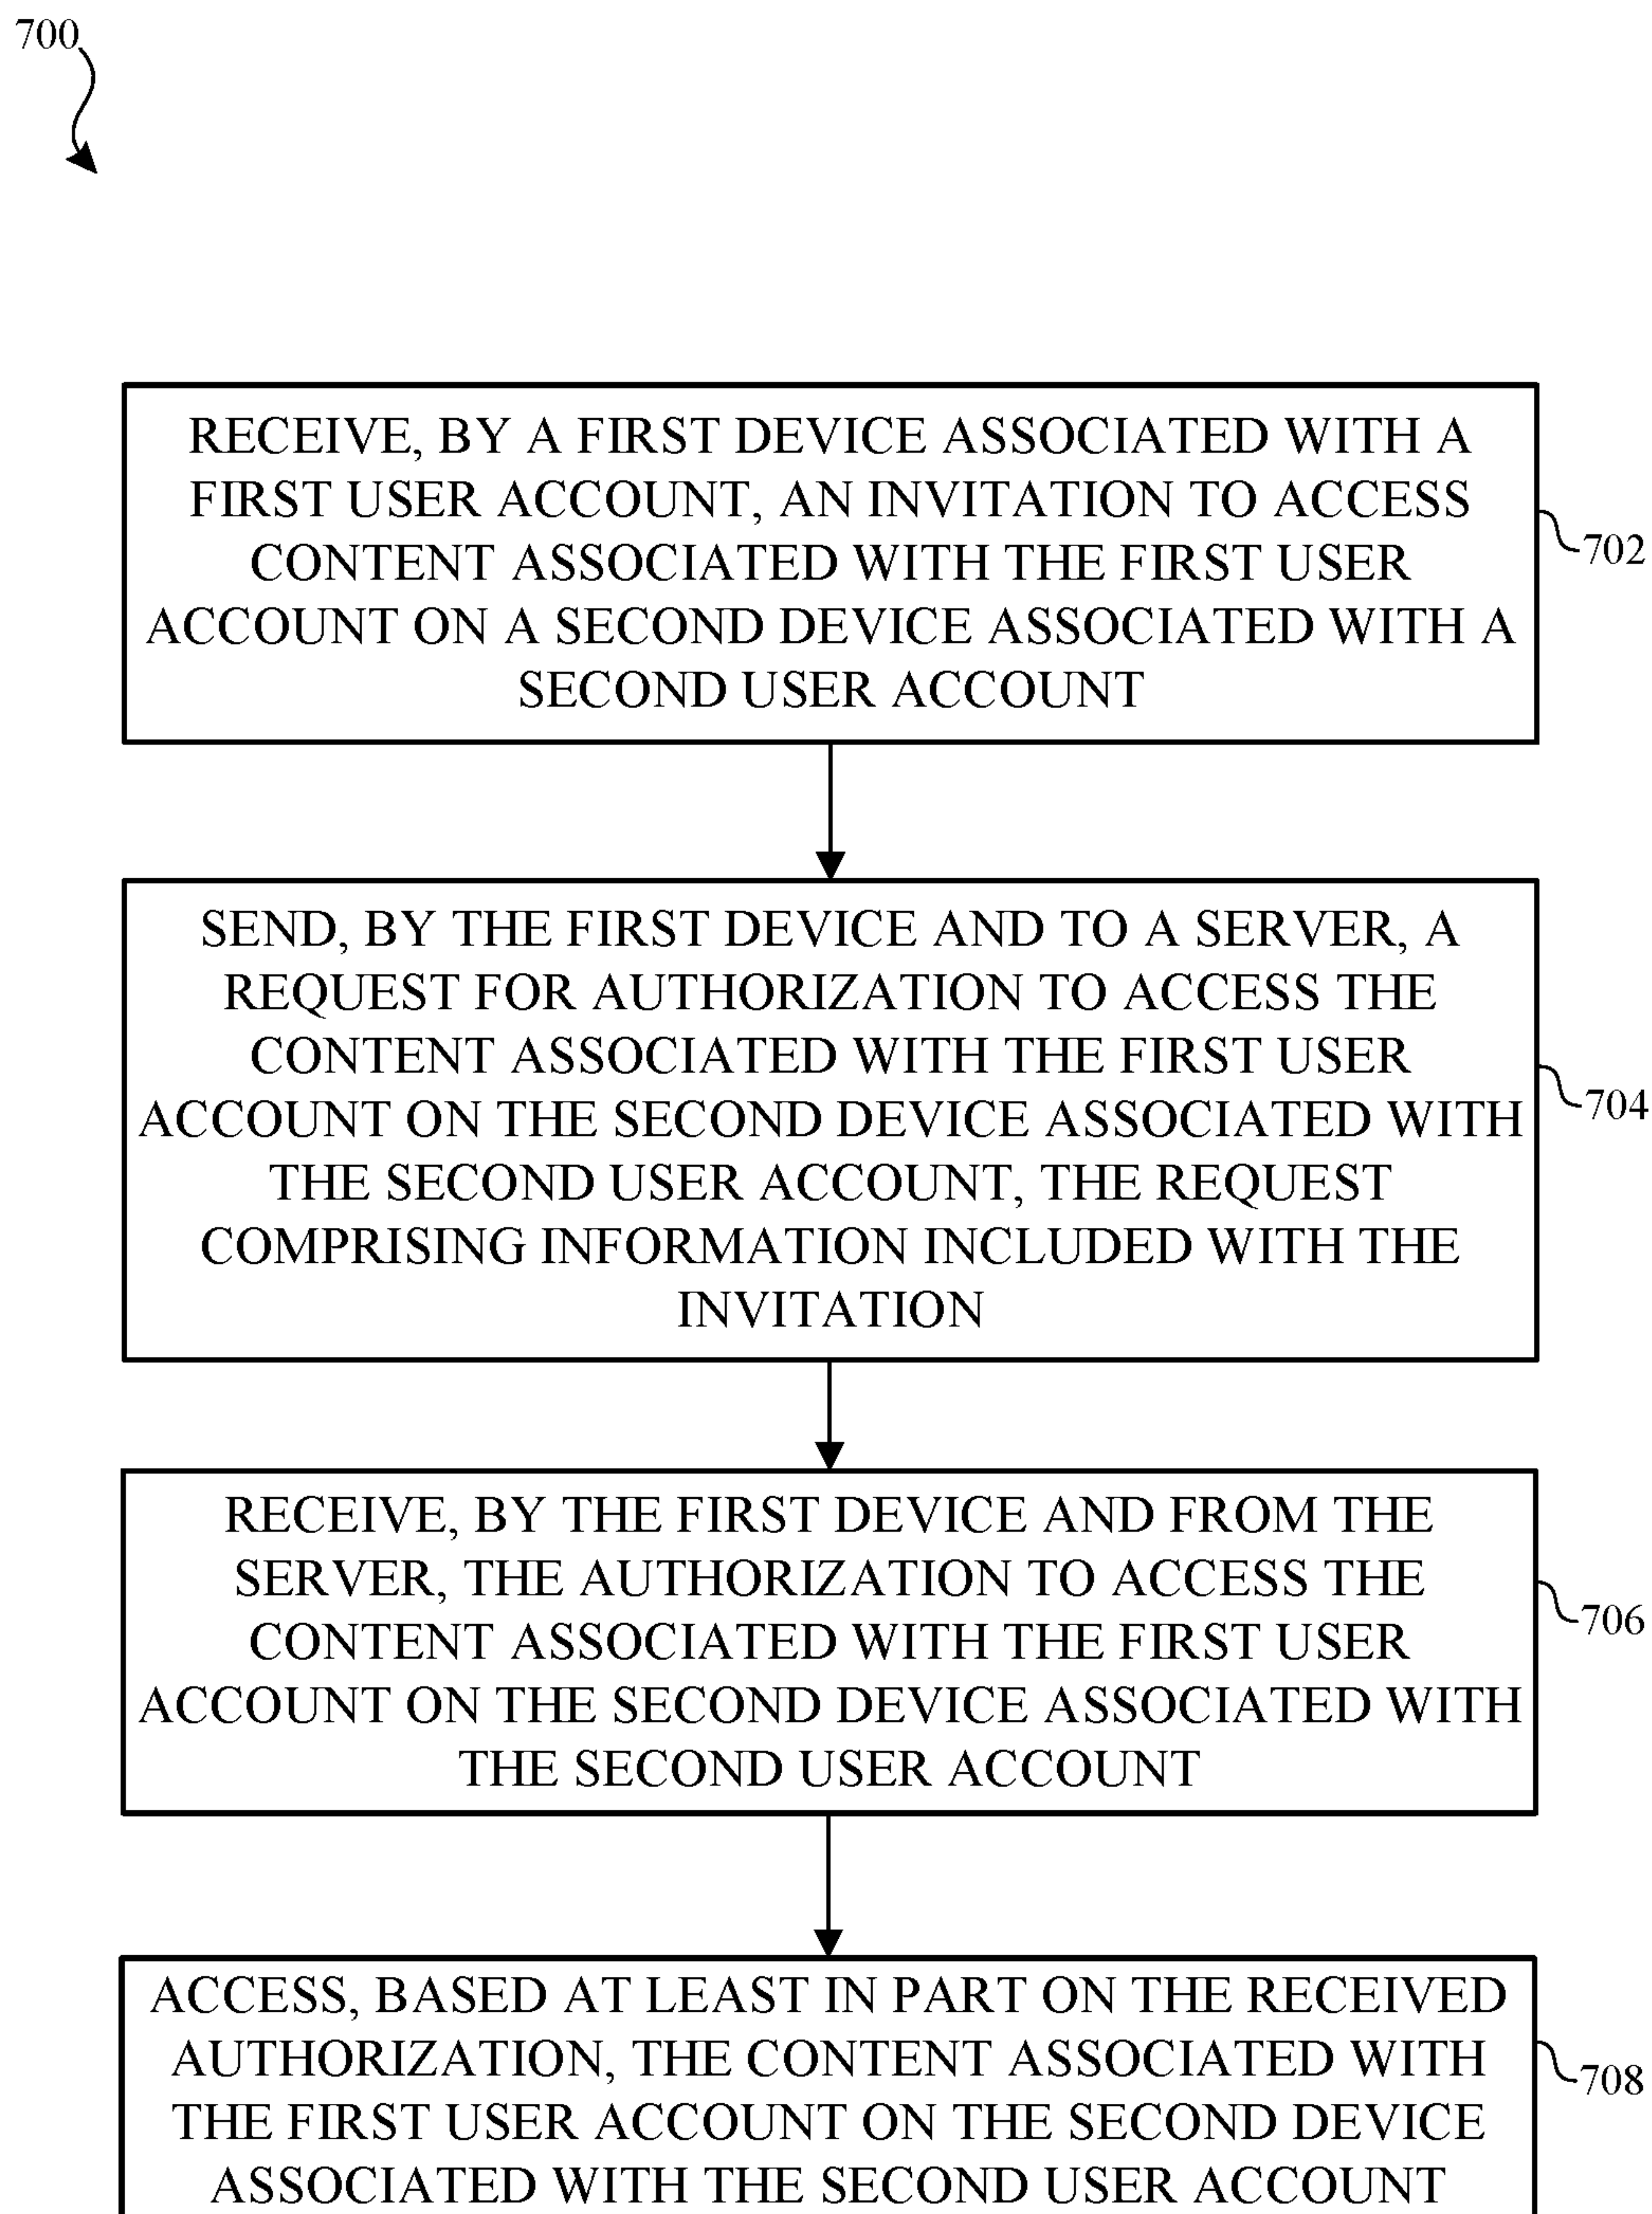 700
RECEIVE, BY A FIRST DEVICE ASSOCIATED WITH A
FIRST USER ACCOUNT, AN INVITATION TO ACCESS
CONTENT ASSOCIATED WITH THE FIRST USER
ACCOUNT ON A SECOND DEVICE ASSOCIATED WITH A
SECOND USER ACCOUNT
702
SEND, BY THE FIRST DEVICE AND TO A SERVER, A
REQUEST FOR AUTHORIZATION TO ACCESS THE
CONTENT ASSOCIATED WITH THE FIRST USER
ACCOUNT ON THE SECOND DEVICE ASSOCIATED WITH
THE SECOND USER ACCOUNT, THE REQUEST
COMPRISING INFORMATION INCLUDED WITH THE
INVITATION
704
RECEIVE, BY THE FIRST DEVICE AND FROM THE
SERVER, THE AUTHORIZATION TO ACCESS THE
CONTENT ASSOCIATED WITH THE FIRST USER
ACCOUNT ON THE SECOND DEVICE ASSOCIATED WITH
THE SECOND USER ACCOUNT
706
ACCESS, BASED AT LEAST IN PART ON THE RECEIVED
AUTHORIZATION, THE CONTENT ASSOCIATED WITH
THE FIRST USER ACCOUNT ON THE SECOND DEVICE
ASSOCIATED WITH THE SECOND USER ACCOUNT
708